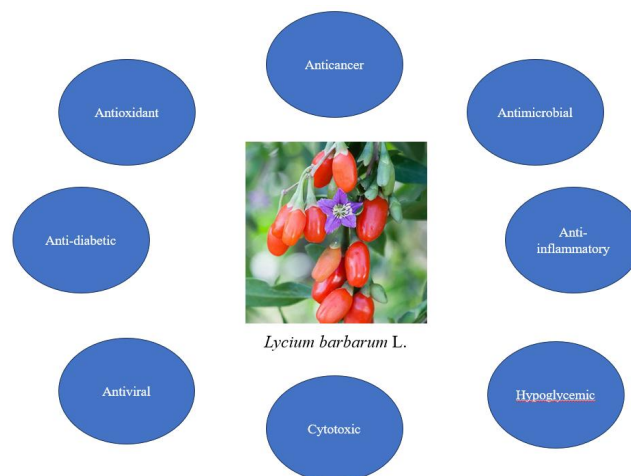 Anticancer
Antioxidant
Antimicrobial
Anti-diabetic
Anti-
inflammatory
Lycium barbarum L.
Antiviral
Hypoglycemic
Cytotoxic